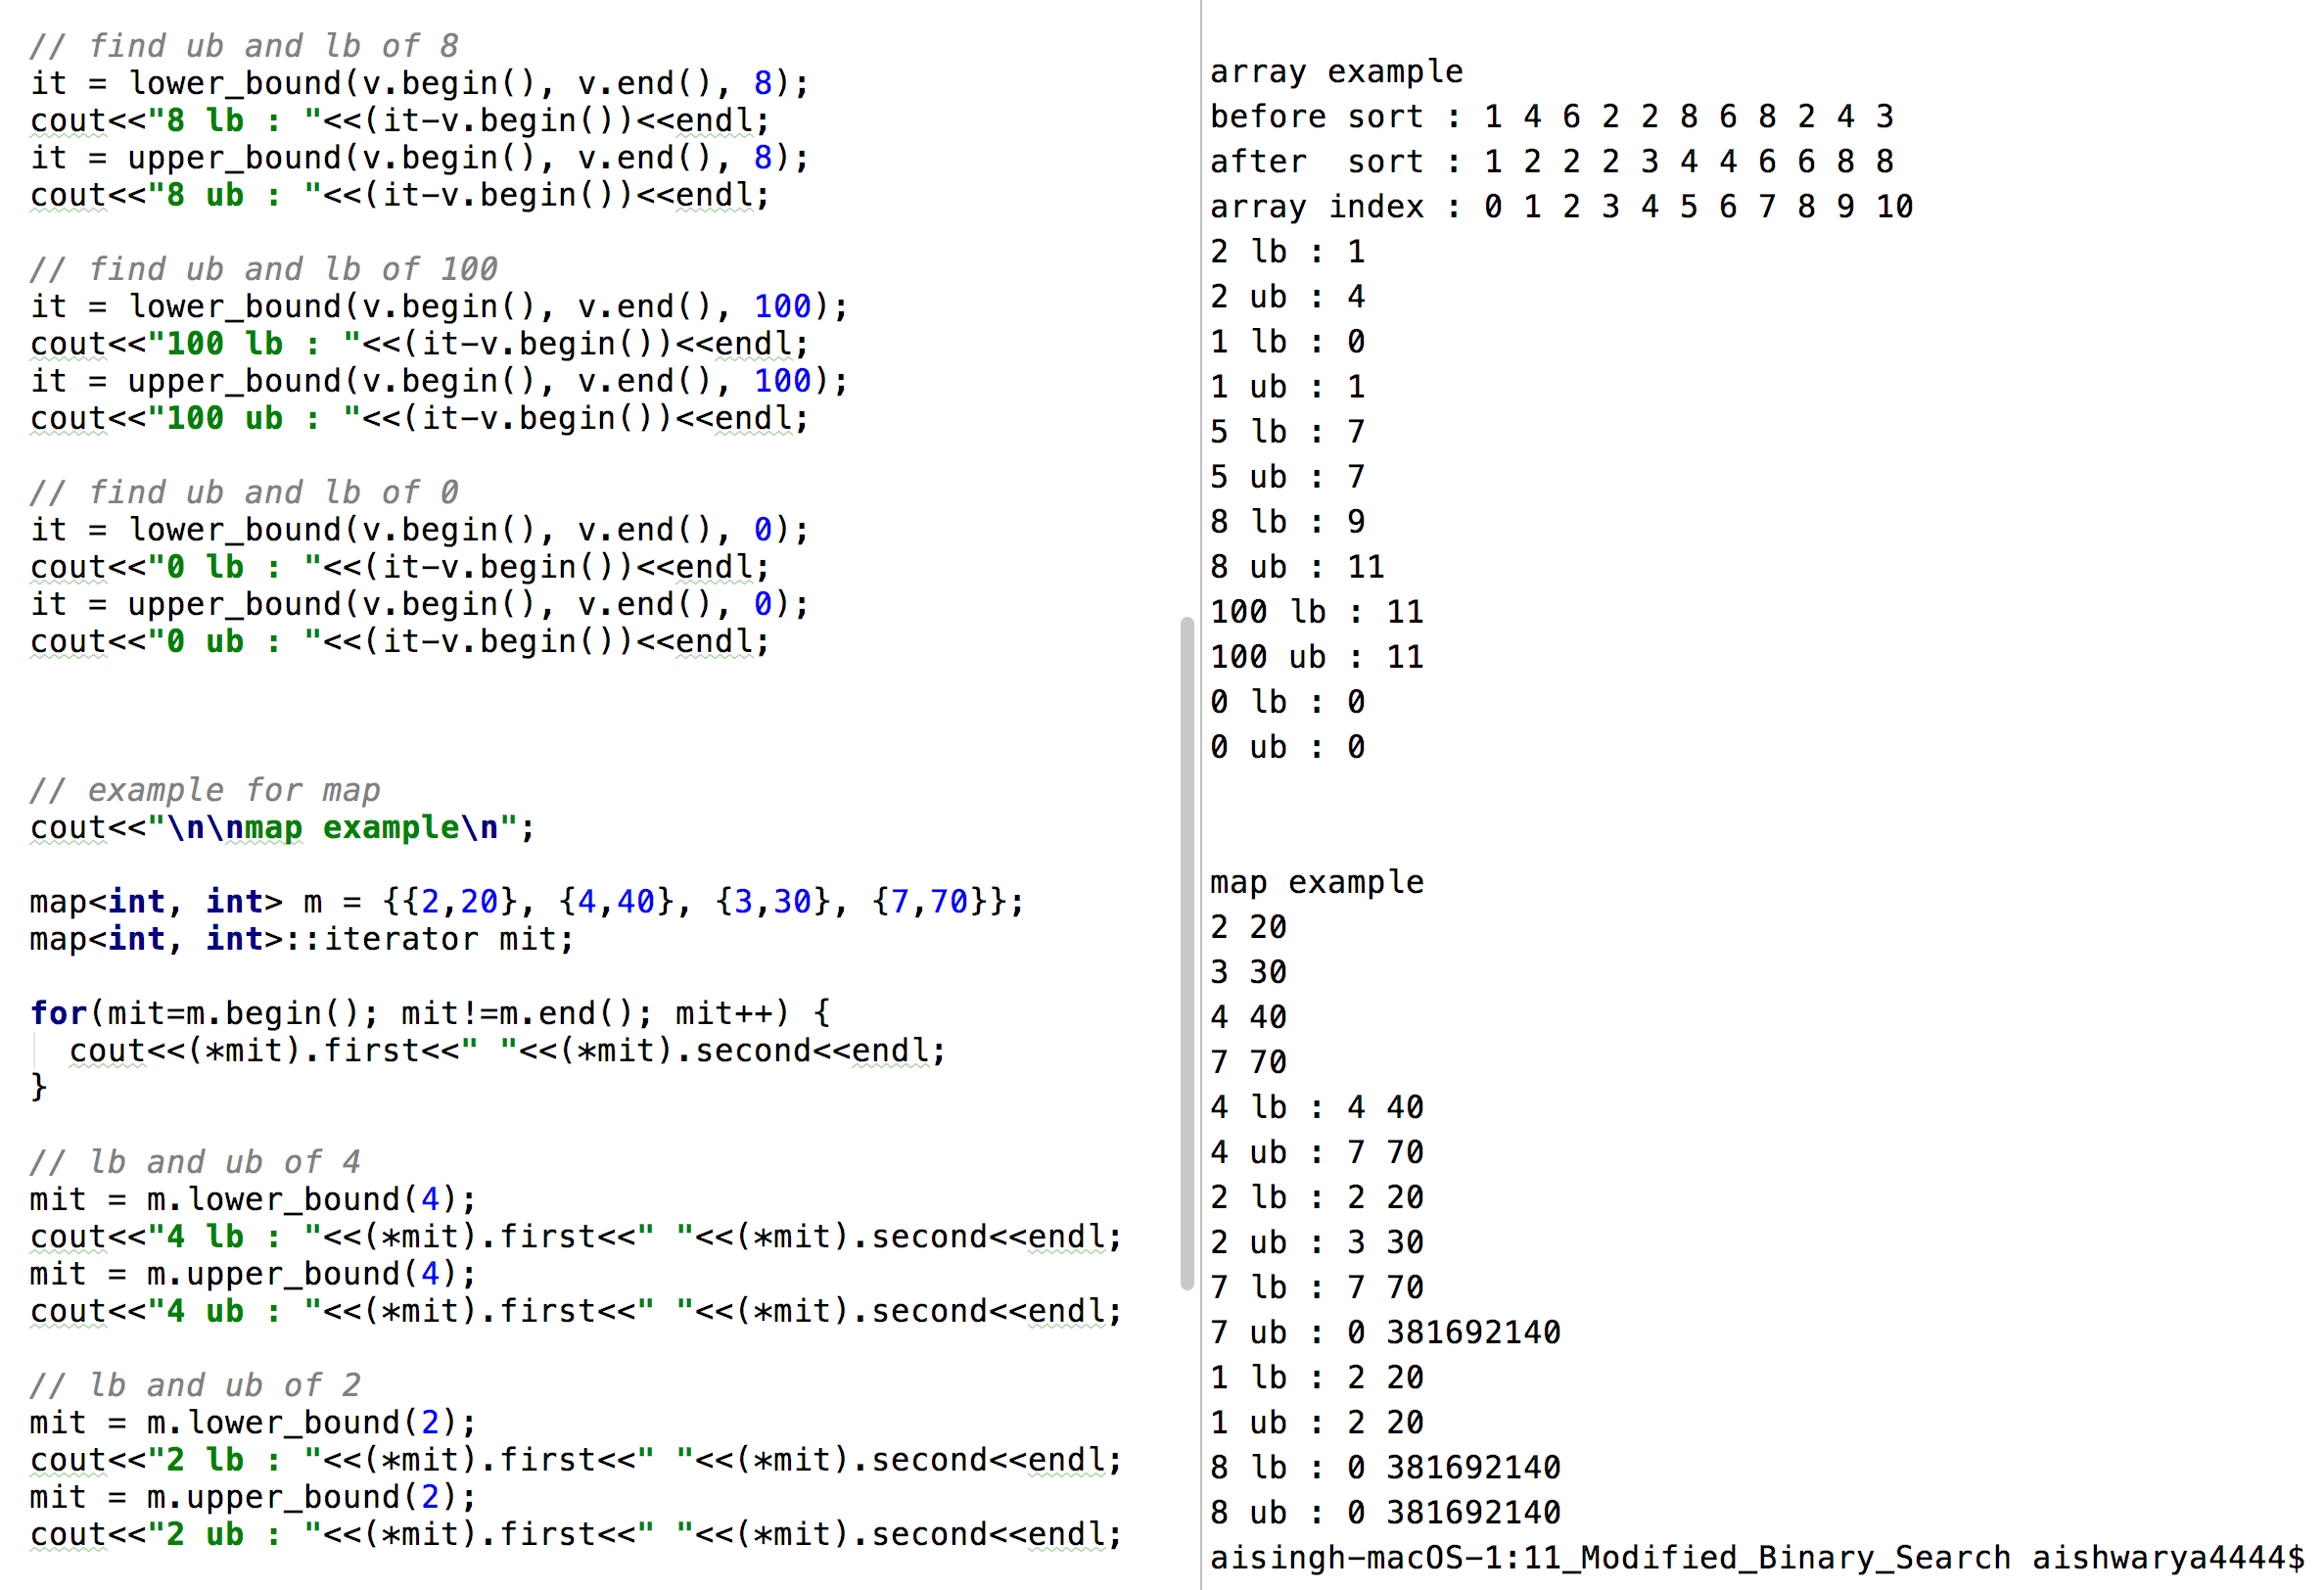 // find ub and lb of 8
it = lower_bound(v.begin(), v.end(), 8);
cout<<"8 lb : "<<(it-v.begin())<<endl;
it = upper_bound(v.begin(), v.end(), 8);
cout<<"8 ub : "<<(it-v.begin())<<endl;

// find ub and lb of 100
it = lower_bound(v.begin(), v.end(), 100);
cout<<"100 lb : "<<(it-v.begin())<<endl;
it = upper_bound(v.begin(), v.end(), 100);
cout<<"100 ub : "<<(it-v.begin())<<endl;

// find ub and lb of 0
it = lower_bound(v.begin(), v.end(), 0);
cout<<"0 lb : "<<(it-v.begin())<<endl;
it = upper_bound(v.begin(), v.end(), 0);
cout<<"0 ub : "<<(it-v.begin())<<endl;

// example for map
cout<<"\n\nmap example\n";

map<int, int> m = {{2,20}, {4,40}, {3,30}, {7,70}};
map<int, int>::iterator mit;

for(mit=m.begin(); mit!=m.end(); mit++) {
  cout<<(*mit).first<<" "<<(*mit).second<<endl;
}

// lb and ub of 4
mit = m.lower_bound(4);
cout<<"4 lb : "<<(*mit).first<<" "<<(*mit).second<<endl;
mit = m.upper_bound(4);
cout<<"4 ub : "<<(*mit).first<<" "<<(*mit).second<<endl;

// lb and ub of 2
mit = m.lower_bound(2);
cout<<"2 lb : "<<(*mit).first<<" "<<(*mit).second<<endl;
mit = m.upper_bound(2);
cout<<"2 ub : "<<(*mit).first<<" "<<(*mit).second<<endl;

array example
before sort : 1 4 6 2 2 8 6 8 2 4 3
after  sort : 1 2 2 2 3 4 4 6 6 8 8
array index : 0 1 2 3 4 5 6 7 8 9 10
2 lb : 1
2 ub : 4
1 lb : 0
1 ub : 1
5 lb : 7
5 ub : 7
8 lb : 9
8 ub : 11
100 lb : 11
100 ub : 11
0 lb : 0
0 ub : 0

map example
2 20
3 30
4 40
7 70
4 lb : 4 40
4 ub : 7 70
2 lb : 2 20
2 ub : 3 30
7 lb : 7 70
7 ub : 0 381692140
1 lb : 2 20
1 ub : 2 20
8 lb : 0 381692140
8 ub : 0 381692140
aisingh-macOS-1:11_Modified_Binary_Search aishwarya4444$